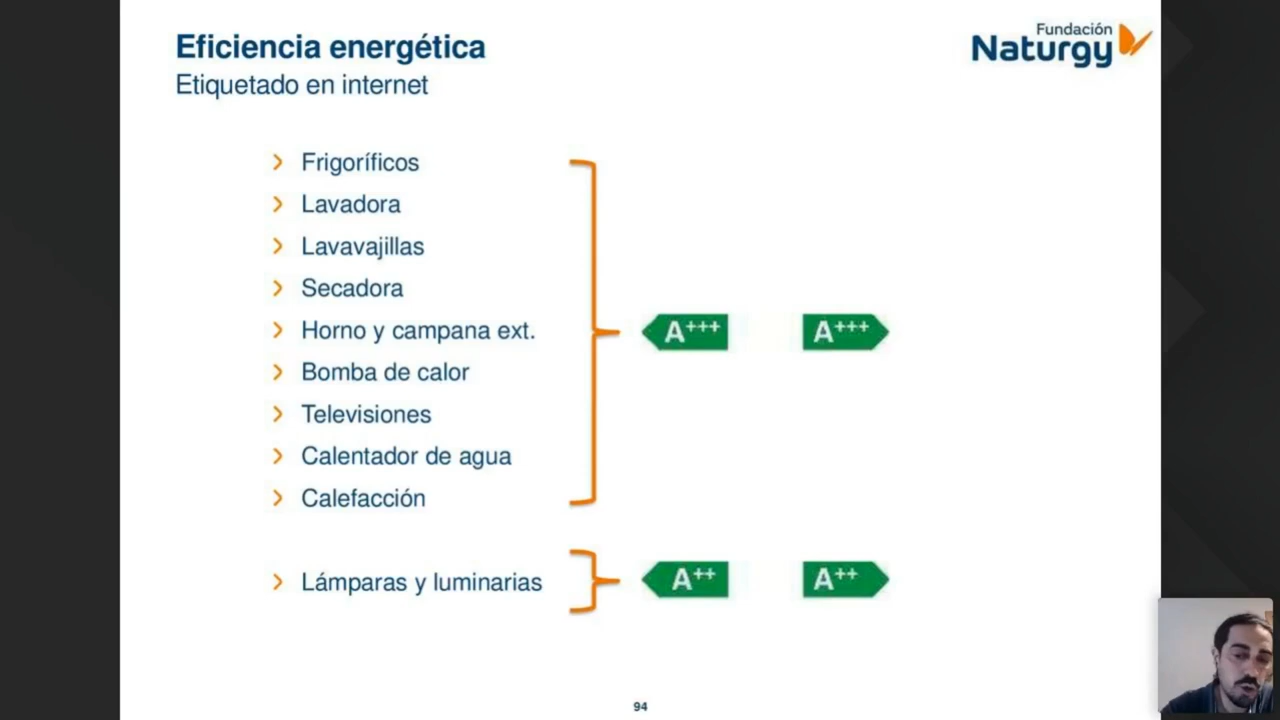 Eficiencia energética
Etiquetado en internet
Fundación
Naturgy
Frigoríficos
Lavadora
Lavavajillas
Secadora
Horno y campana ext.
A+++ A+++
Bomba de calor
Televisiones
Calentador de agua
Calefacción
Lámparas y luminarias
A++ A++
94